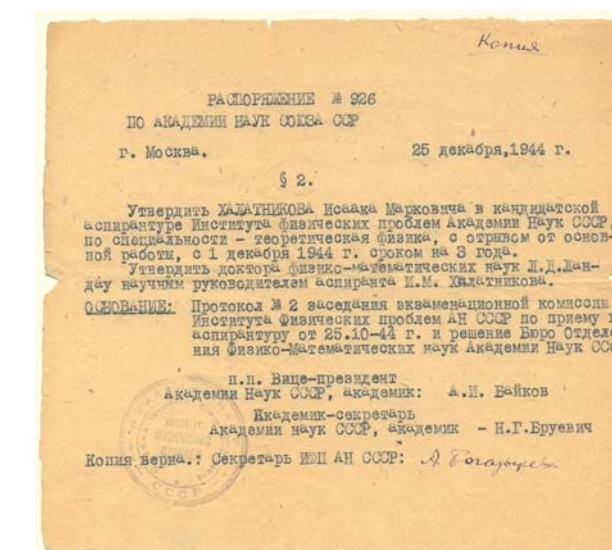 Копия
РАСПОРЯЖЕНИЕ № 926
ПО АКАДЕМИИ НАУК СОЮЗА ССР
г. Москва. 25 декабря, 1944 г.
§ 2.
Утвердить ХАЛАТНИКОВА Исаака Марковича в кандидатской
аспирантуре Института физических проблем Академии Наук СССР,
по специальности – теоретическая физика, с отрывом от основ-
ной работы, с 1 декабря 1944 г. сроком на 3 года.
Утвердить доктора физико-математических наук Л.Д.Лан-
дау научным руководителем аспиранта И.М. Халатникова.
ОСНОВАНИЕ: Протокол № 2 заседания экзаменационной комиссии
Института Физических проблем АН СССР по приему в
аспирантуру от 25.10-44 г. и решение Бюро Отделе
ния Физико-Математических наук Академии Наук ССС
п.п. Вице-президент
Академии Наук СССР, академик: А.И. Байков
Академик-секретарь
Академии наук СССР, академик – Н.Г.Бруевич
Копия верна.: Секретарь ИФП АН СССР:
СССР